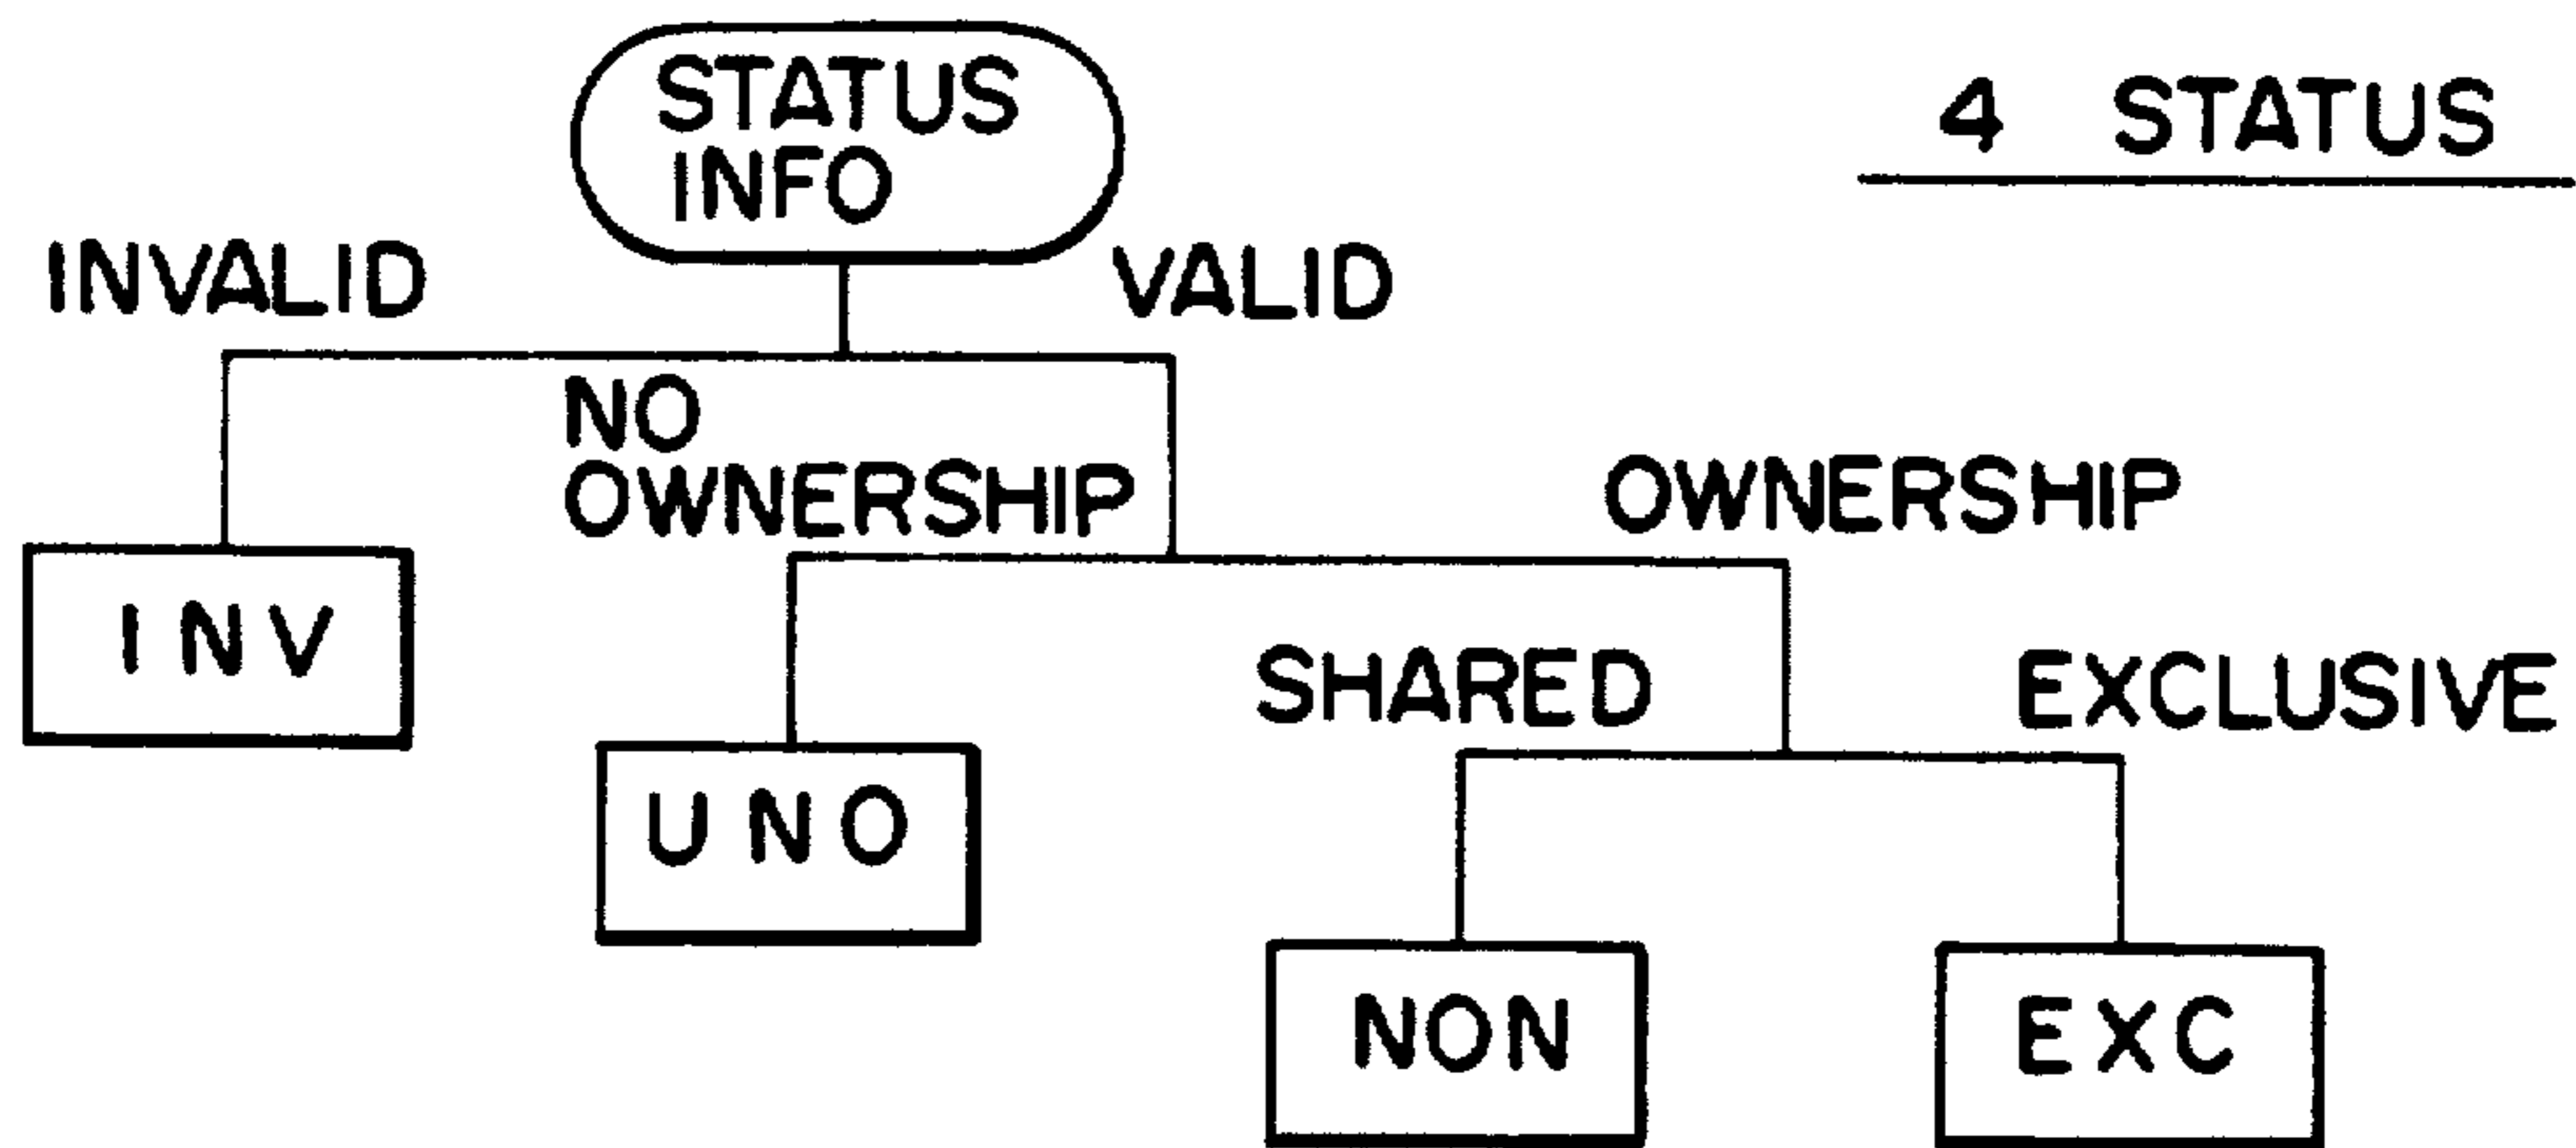 STATUS
INFO
4 STATUS
INVALID
VALID
NO
OWNERSHIP
OWNERSHIP
INV
SHARED
EXCLUSIVE
UNO
NON
EXC